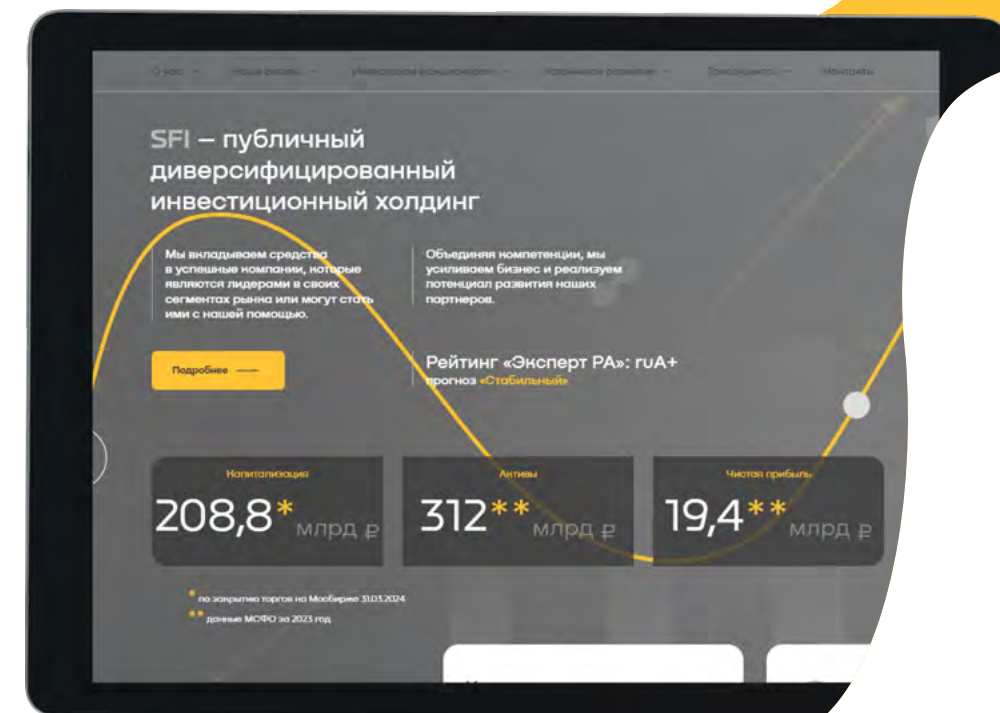 О нас
Контакты
SFI – публичный
диверсифицированный
инвестиционный холдинг
Мы вкладываем средства
в успешные компании, которые
являются лидерами в своих
сегментах рынка или могут стать
ими с нашей помощью.
Объединяя компетенции, мы
усиливаем бизнес и реализуем
потенциал развития наших
партнеров.
Подробнее
Рейтинг «Эксперт РА»: ruA+
прогноз «Стабильный»
Капитализация
208,8* млрд ₽
Активы
312** млрд ₽
Чистая прибыль
19,4** млрд ₽
* по закрытию торгов на Мосбирже 31.03.2024
** данные МСФО за 2023 год